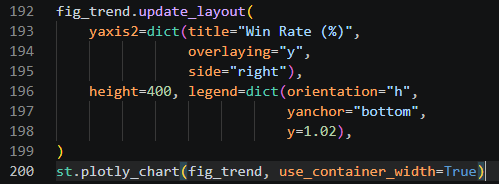 192 fig_trend.update_layout(
193     yaxis2=dict(title="Win Rate (%)",
194                 overlaying="y",
195                 side="right"),
196     height=400, legend=dict(orientation="h",
197                             yanchor="bottom",
198                             y=1.02),
199 )
200 st.plotly_chart(fig_trend, use_container_width=True)